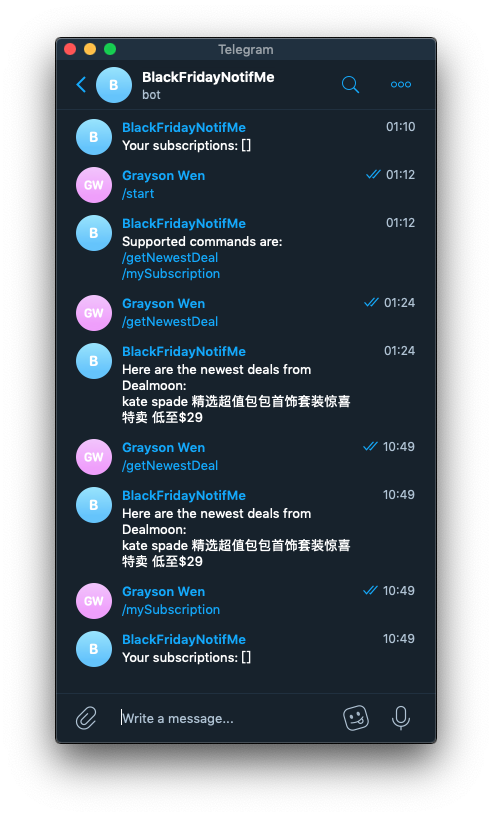 Telegram
B
BlackFridayNotifMe
bot
B
BlackFridayNotifMe 01:10
Your subscriptions: []
GW
Grayson Wen 01:12
/start
B
BlackFridayNotifMe 01:12
Supported commands are:
/getNewestDeal
/mySubscription
GW
Grayson Wen 01:24
/getNewestDeal
B
BlackFridayNotifMe 01:24
Here are the newest deals from
Dealmoon:
kate spade 精选超值包包首饰套装惊喜
特卖 低至$29
GW
Grayson Wen 10:49
/getNewestDeal
B
BlackFridayNotifMe 10:49
Here are the newest deals from
Dealmoon:
kate spade 精选超值包包首饰套装惊喜
特卖 低至$29
GW
Grayson Wen 10:49
/mySubscription
B
BlackFridayNotifMe 10:49
Your subscriptions: []
Write a message...